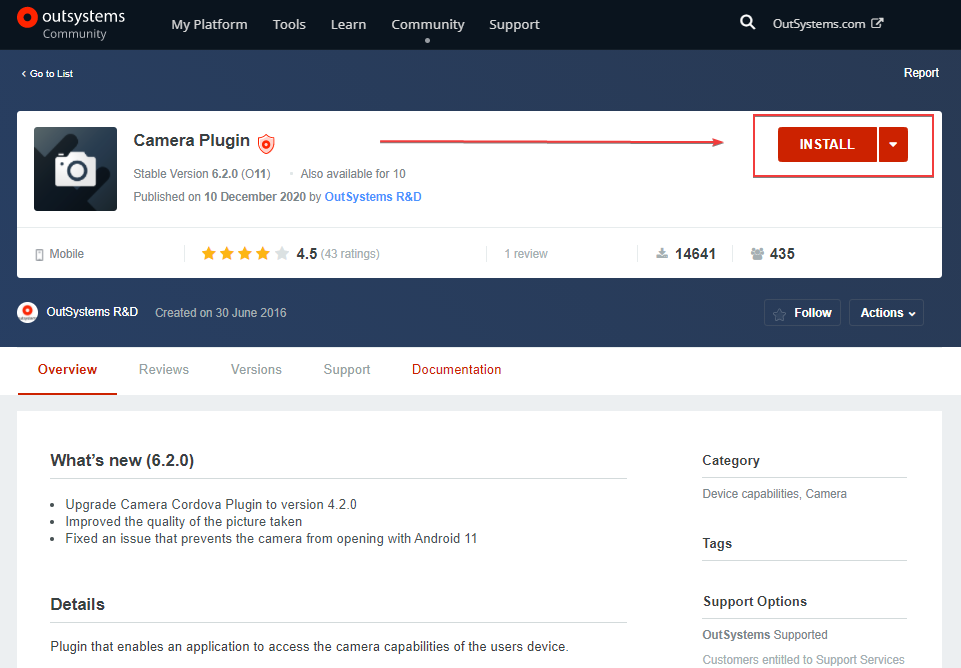 outsystems
Community
My Platform Tools Learn Community Support OutSystems.com
Go to List Report
Camera Plugin
INSTALL
Stable Version 6.2.0 (O11) · Also available for 10
Published on 10 December 2020 by OutSystems R&D
Mobile 4.5 (43 ratings) 1 review 14641 435
OutSystems R&D Created on 30 June 2016 Follow Actions
Overview Reviews Versions Support Documentation
What’s new (6.2.0)
• Upgrade Camera Cordova Plugin to version 4.2.0
• Improved the quality of the picture taken
• Fixed an issue that prevents the camera from opening with Android 11
Details
Plugin that enables an application to access the camera capabilities of the users device.
Category
Device capabilities, Camera
Tags
Support Options
OutSystems Supported
Customers entitled to Support Services